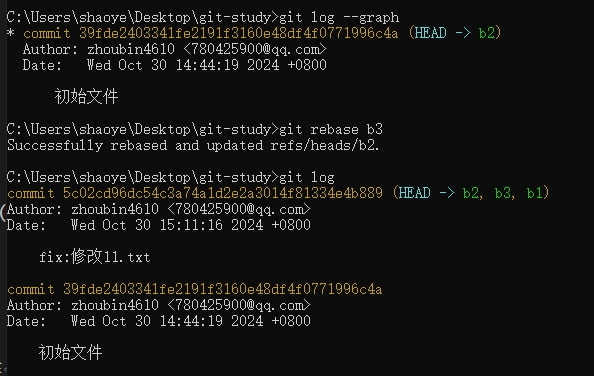 C:\Users\shaoye\Desktop\git-study>git log --graph
* commit 39fde2403341fe2191f3160e48df4f0771996c4a (HEAD -> b2)
Author: zhoubin4610 <780425900@qq.com>
Date: Wed Oct 30 14:44:19 2024 +0800
初始文件
C:\Users\shaoye\Desktop\git-study>git rebase b3
Successfully rebased and updated refs/heads/b2.
C:\Users\shaoye\Desktop\git-study>git log
commit 5c02cd96dc54c3a74a1d2e2a3014f81334e4b889 (HEAD -> b2, b3, b1)
Author: zhoubin4610 <780425900@qq.com>
Date: Wed Oct 30 15:11:16 2024 +0800
fix:修改11.txt
commit 39fde2403341fe2191f3160e48df4f0771996c4a
Author: zhoubin4610 <780425900@qq.com>
Date: Wed Oct 30 14:44:19 2024 +0800
初始文件